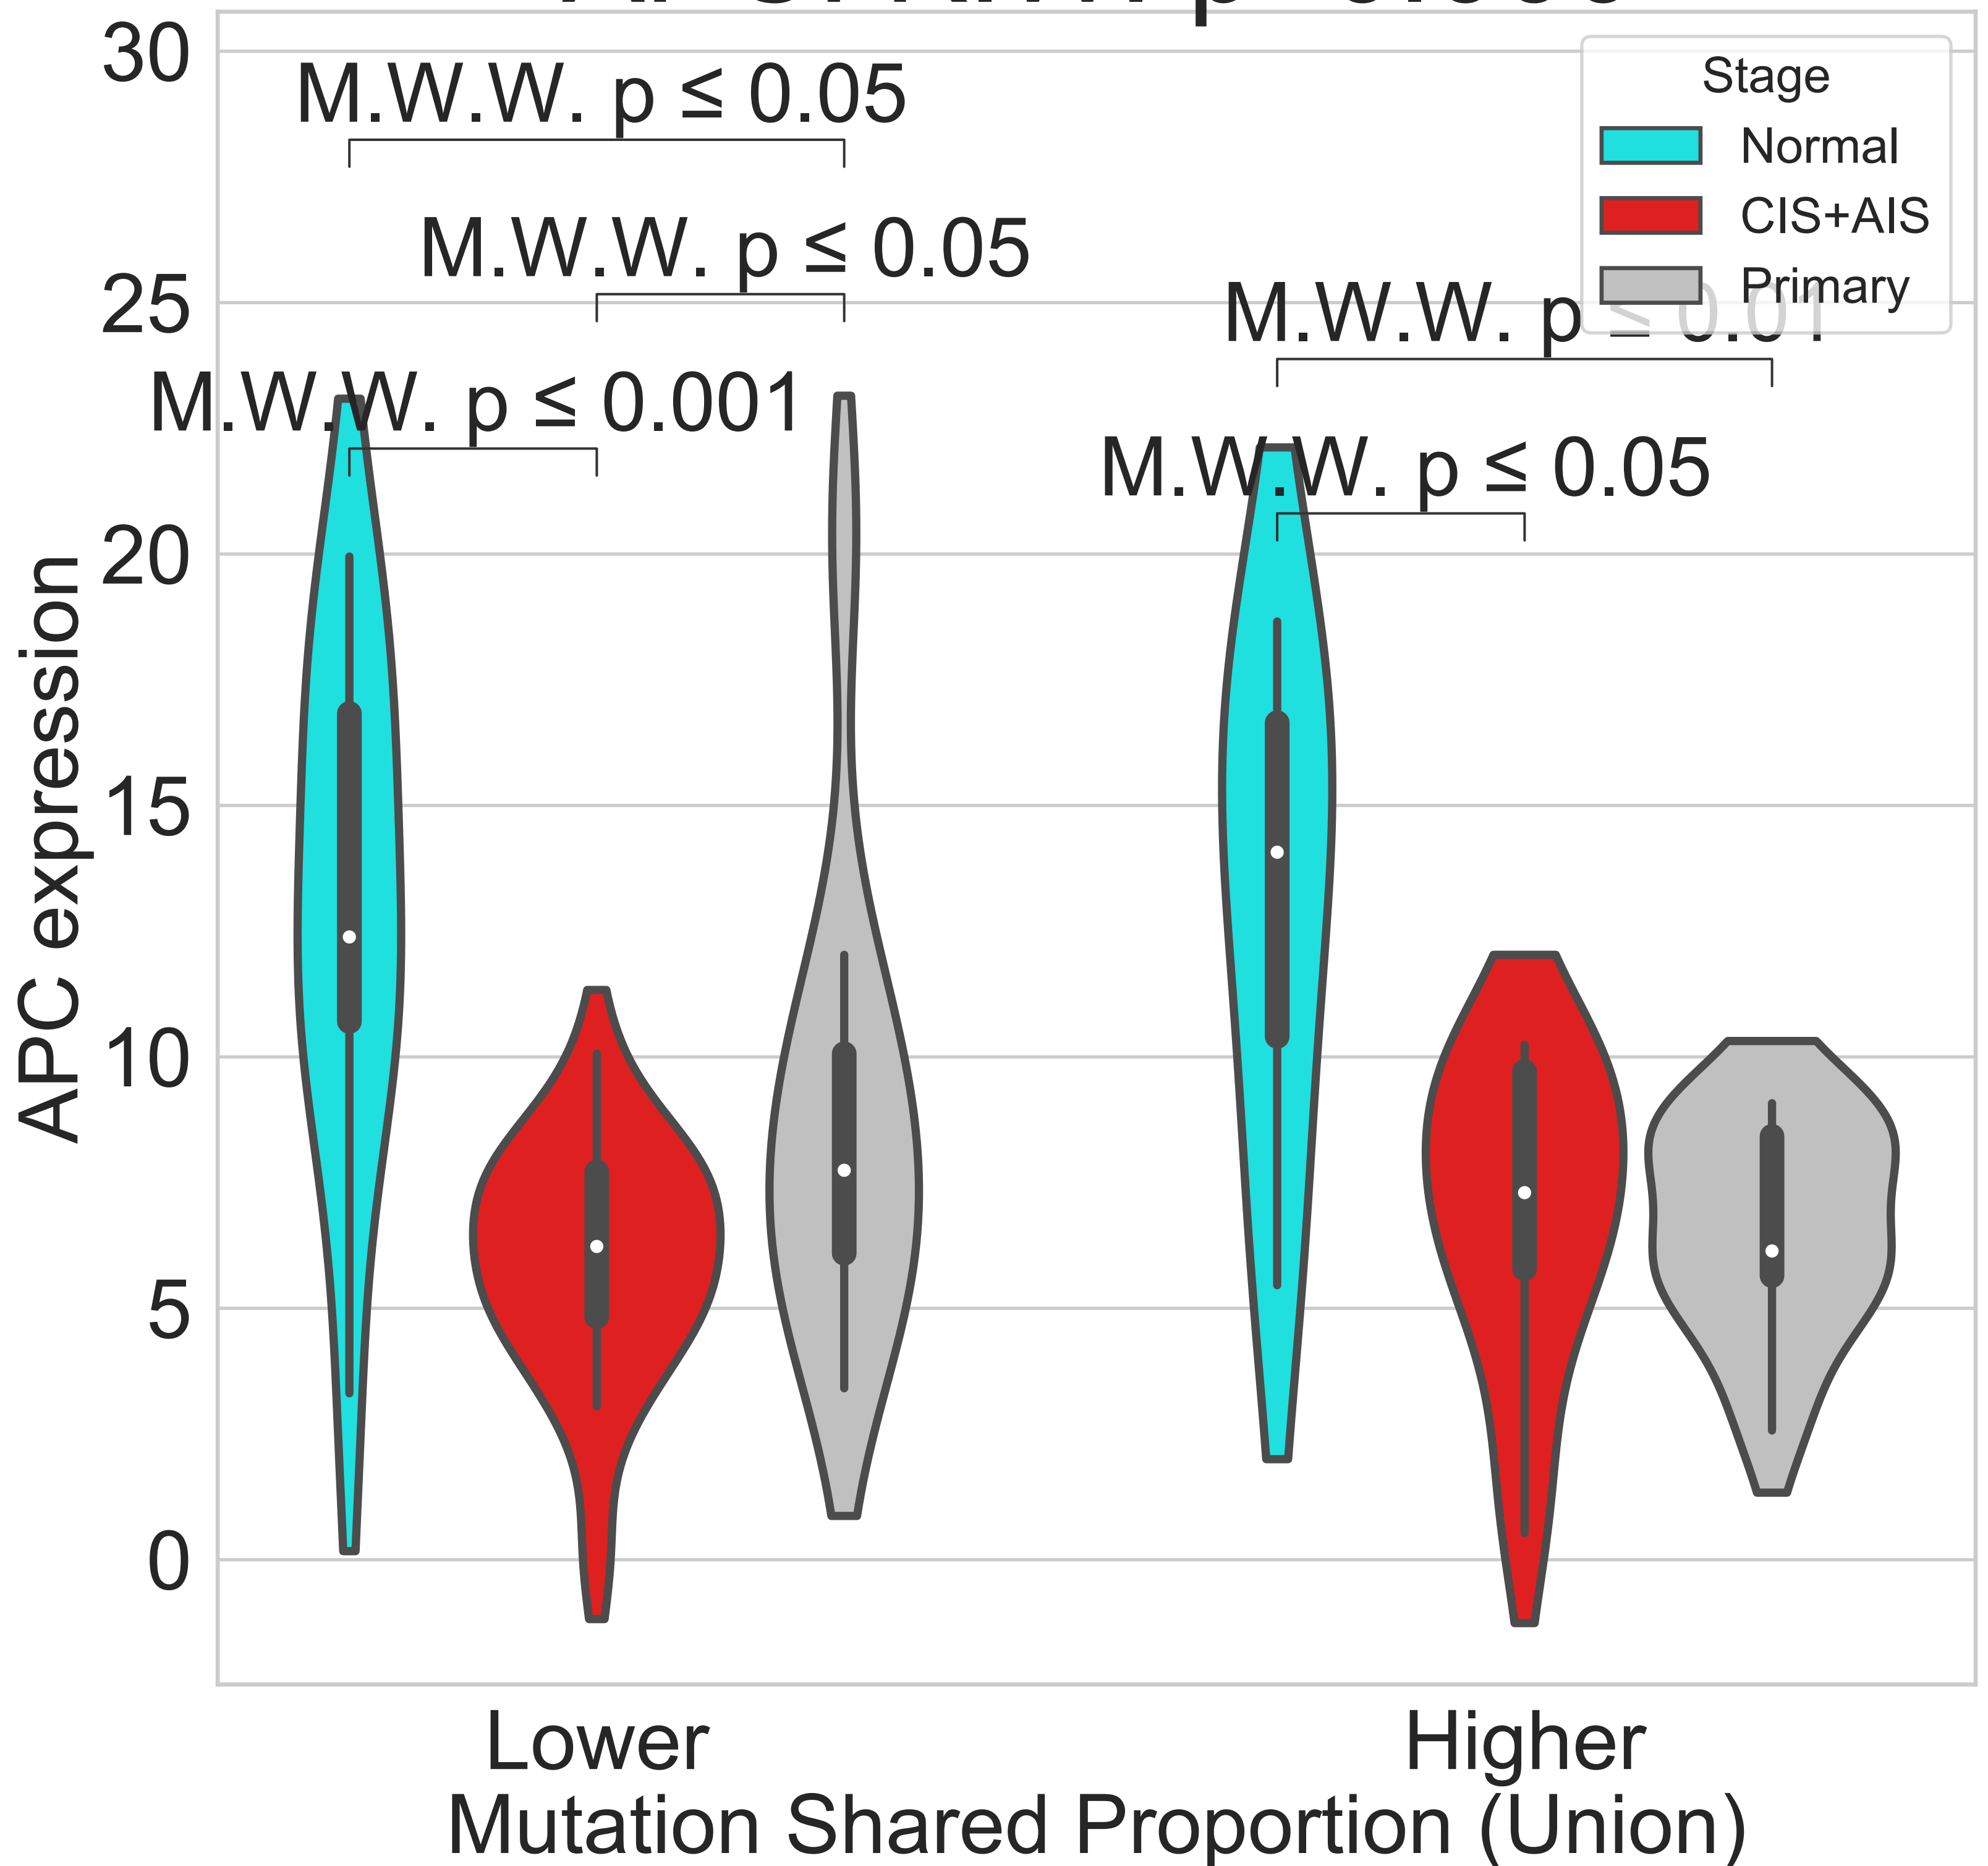 30
25
20
15
10
5
0
APC expression
M.W.W. p ≤ 0.05
M.W.W. p ≤ 0.05
M.W.W. p ≤ 0.001
M.W.W. p ≤ 0.01
M.W.W. p ≤ 0.05
Stage
Normal
CIS+AIS
Primary
Lower
Higher
Mutation Shared Proportion (Union)